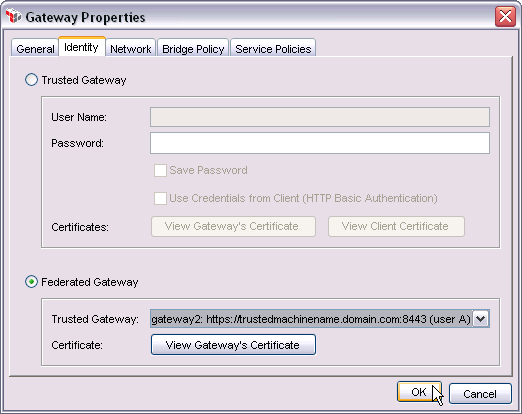 Gateway Properties
General Identity Network Bridge Policy Service Policies
Trusted Gateway
User Name:
Password:
Save Password
Use Credentials from Client (HTTP Basic Authentication)
Certificates: View Gateway's Certificate View Client Certificate
Federated Gateway
Trusted Gateway: gateway2: https://trustedmachinename.domain.com:8443 (user A)
Certificate: View Gateway's Certificate
OK Cancel